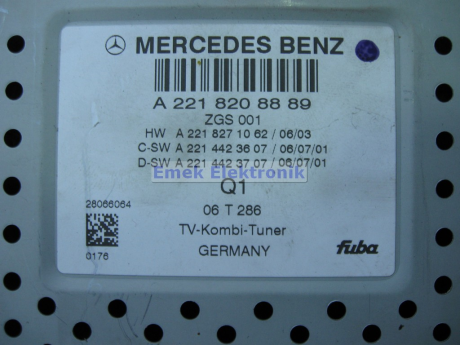 MERCEDES BENZ
A 221 820 88 89
ZGS 001
HW A 221 827 10 62 / 06/03
C-SW A 221 442 36 07 / 06/07/01
D-SW A 221 442 37 07 / 06/07/01
Emek Elektronik
Q1
28066064
06 T 286
TV-Kombi-Tuner
0176
GERMANY
fuba